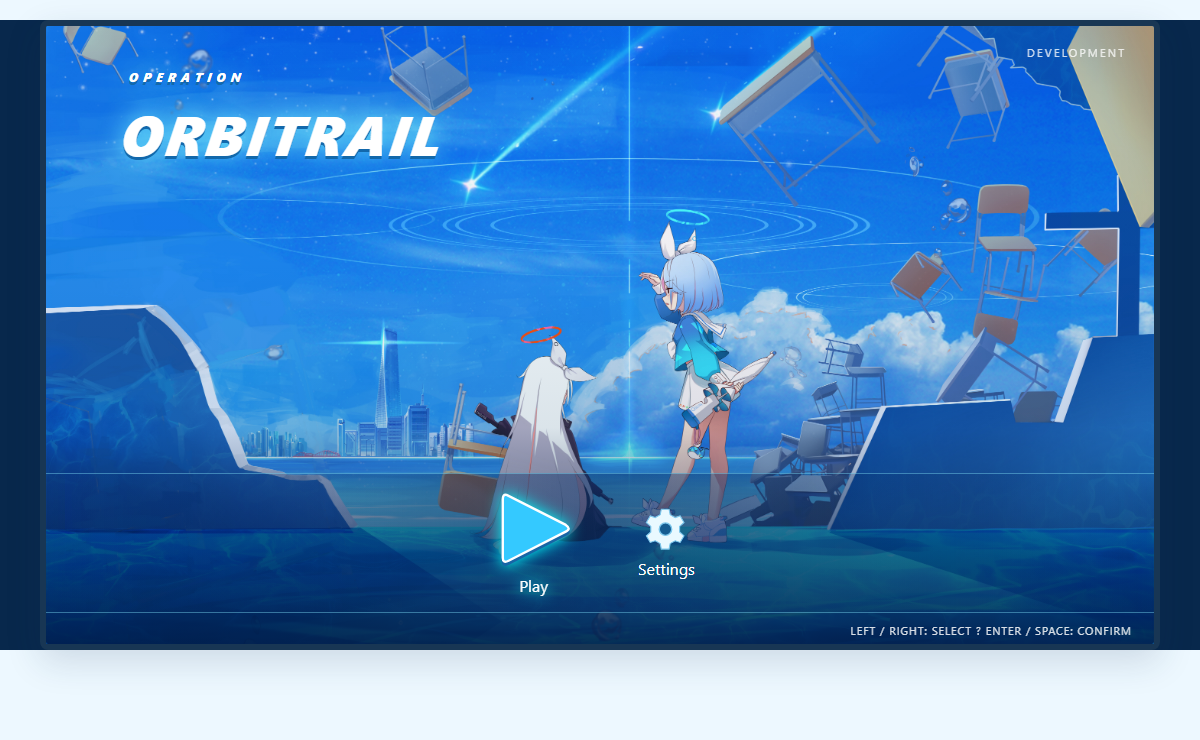 DEVELOPMENT
OPERATION
ORBITRAIL
Play
Settings
LEFT / RIGHT: SELECT ? ENTER / SPACE: CONFIRM